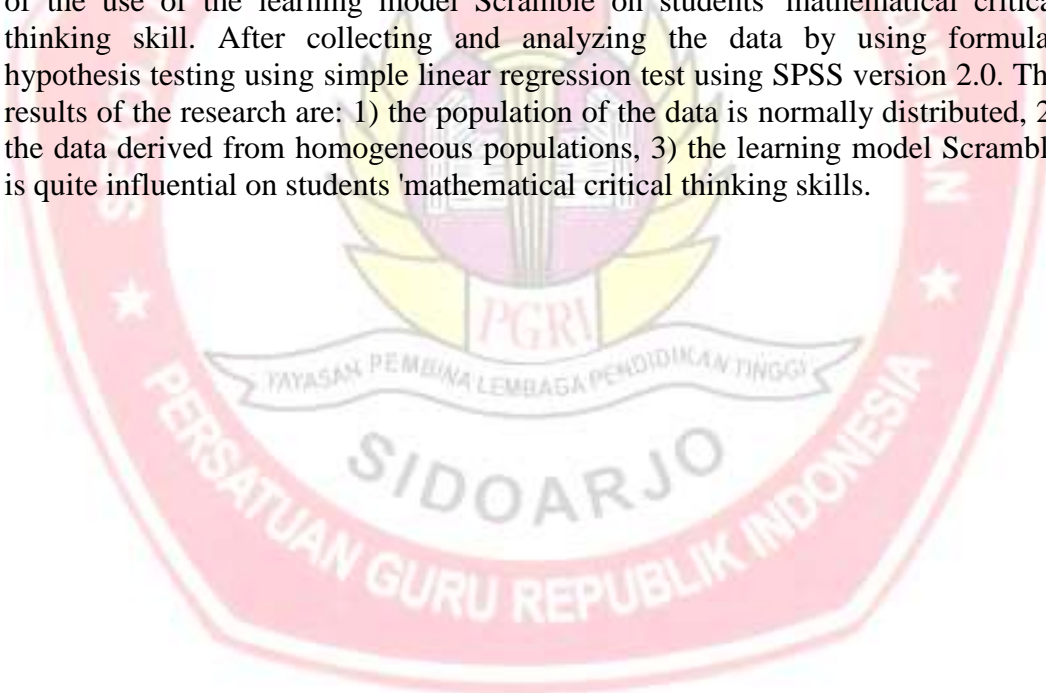 of the use of the learning model Scramble on students' mathematical critica
thinking skill. After collecting and analyzing the data by using formula
hypothesis testing using simple linear regression test using SPSS version 2.0. Th
results of the research are: 1) the population of the data is normally distributed, 2
the data derived from homogeneous populations, 3) the learning model Scrambl
is quite influential on students 'mathematical critical thinking skills.
PGRI
YAYASAN PEMBINA LEMBAGA PENDIDIKAN TINGGI
SIDOARJO
PERSATUAN GURU REPUBLIK INDONESIA